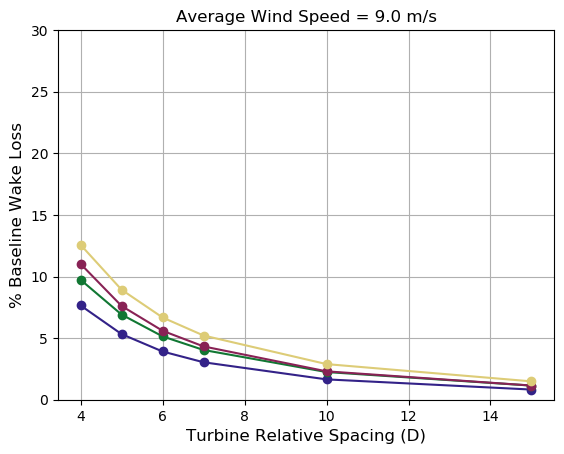 Average Wind Speed = 9.0 m/s
30
25
20
15
10
5
0
% Baseline Wake Loss
4 6 8 10 12 14
Turbine Relative Spacing (D)